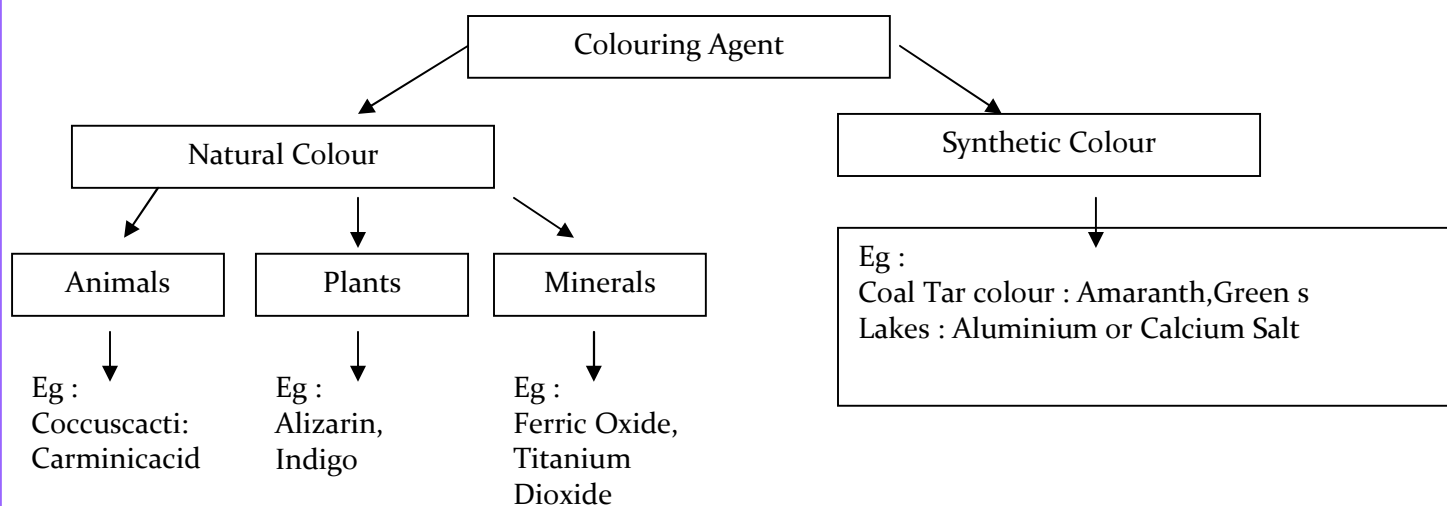 Colouring Agent
Natural Colour
Synthetic Colour
Animals
Plants
Minerals
Eg :
Coccuscacti:
Carminicacid
Eg :
Alizarin,
Indigo
Eg :
Ferric Oxide,
Titanium
Dioxide
Eg :
Coal Tar colour : Amaranth,Green s
Lakes : Aluminium or Calcium Salt